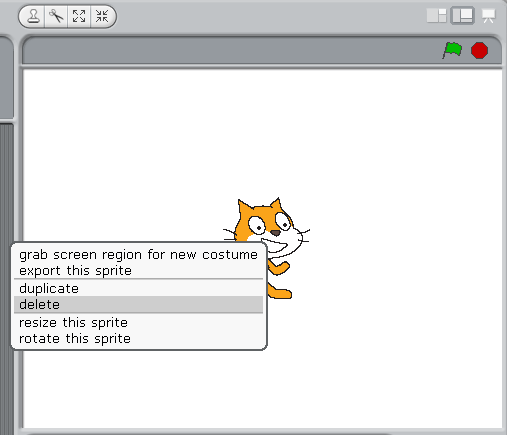 grab screen region for new costume
export this sprite
duplicate
delete
resize this sprite
rotate this sprite